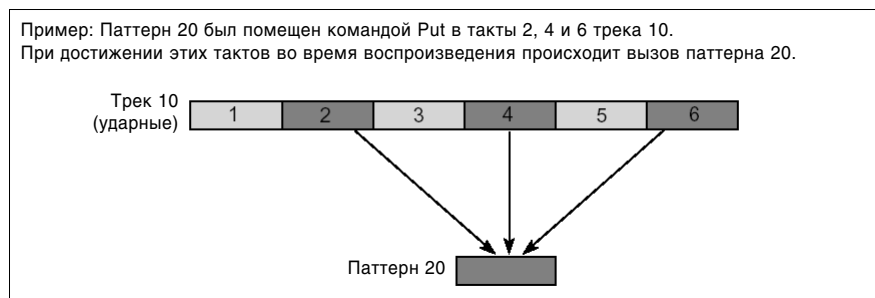 Пример: Паттерн 20 был помещен командой Put в такты 2, 4 и 6 трека 10.
При достижении этих тактов во время воспроизведения происходит вызов паттерна 20.
Трек 10
(ударные)
1 2 3 4 5 6
Паттерн 20